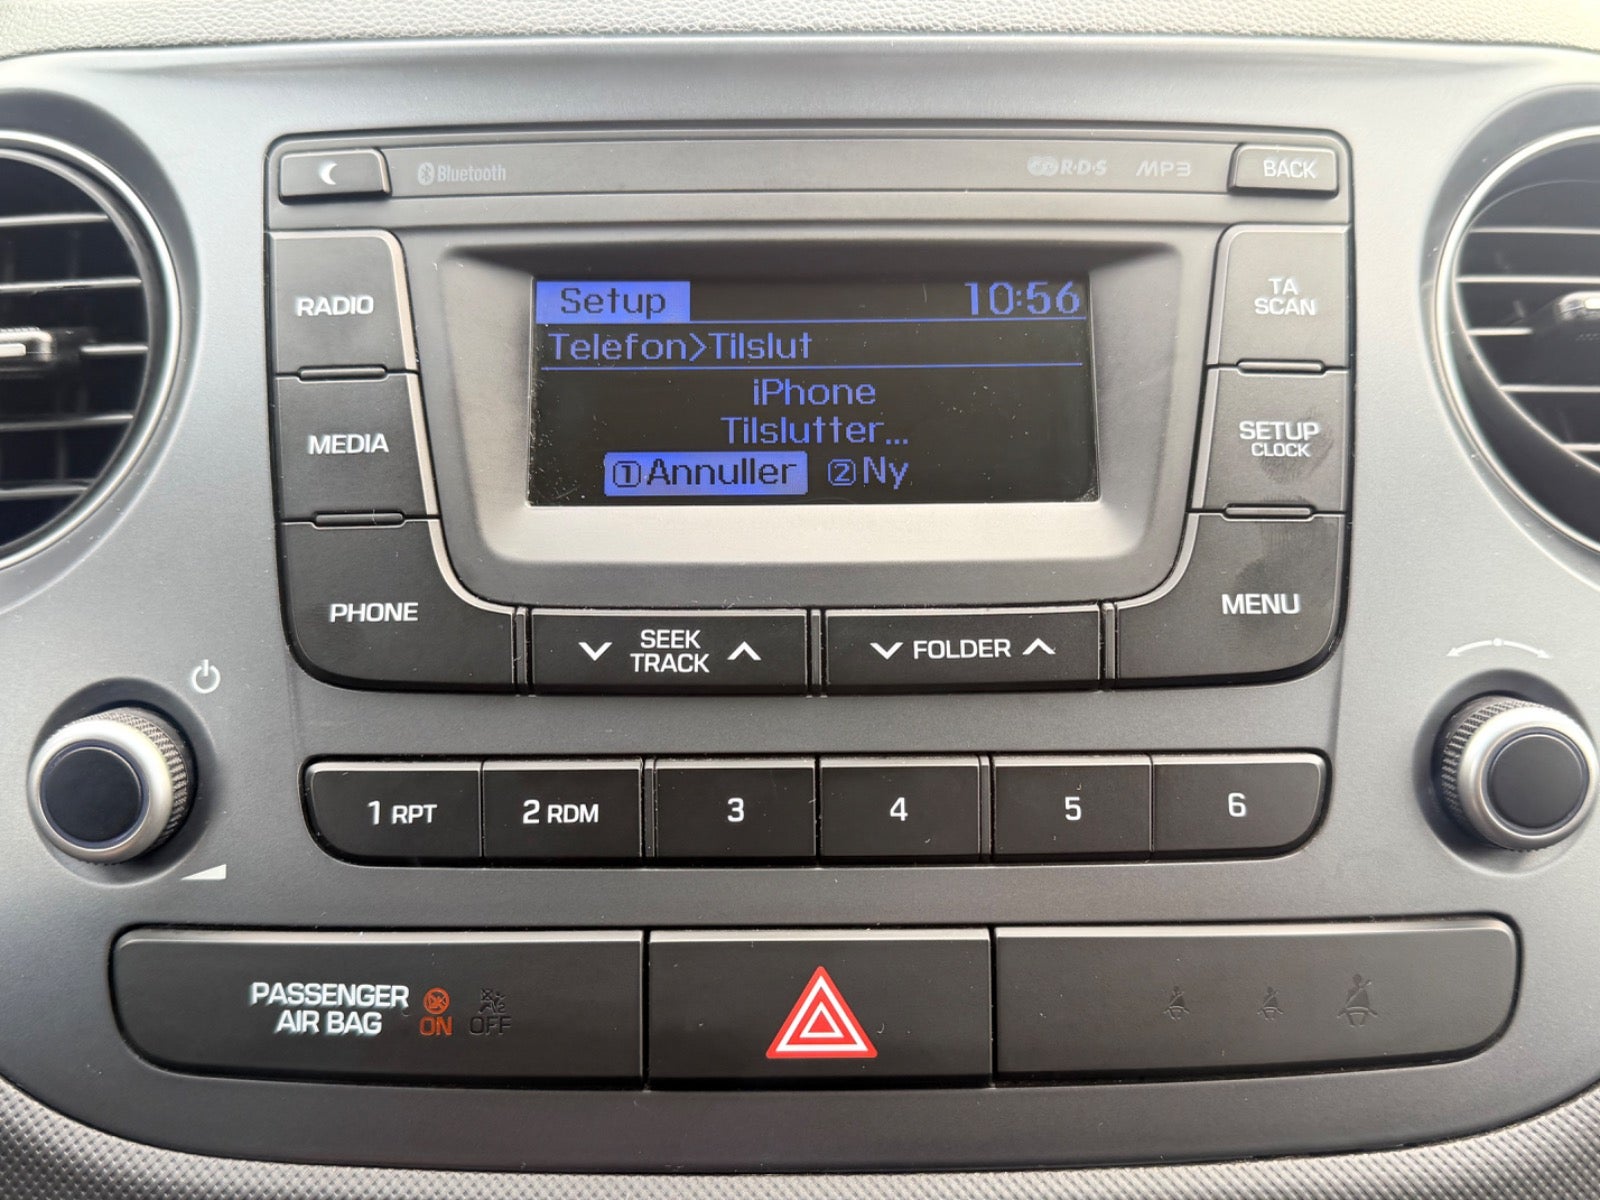 Bluetooth
R·D·S MP3
BACK
RADIO
MEDIA
PHONE
Setup 10:56
Telefon>Tilslut
iPhone
Tilslutter...
①Annuller ②Ny
TA
SCAN
SETUP
CLOCK
MENU
SEEK
TRACK
FOLDER
1 RPT
2 RDM
3
4
5
6
PASSENGER
AIR BAG
ON OFF